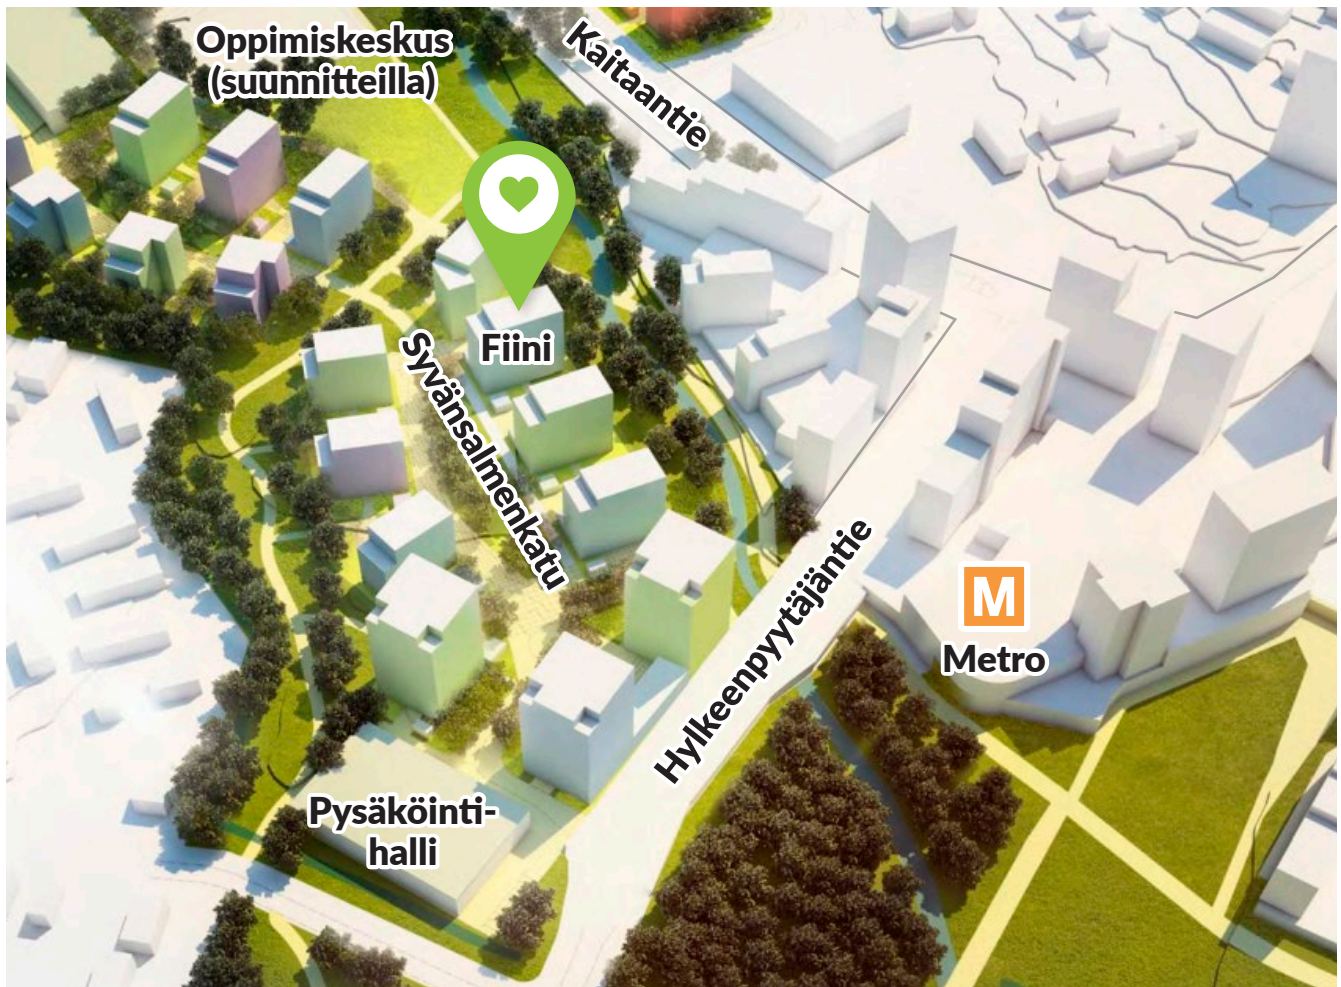 Oppimiskeskus
(suunnitteilla)
Kaitaantie
Fiini
Syvänsalmenkatu
Hylkeenpyytäjäntie
M
Metro
Pysäköinti-
halli